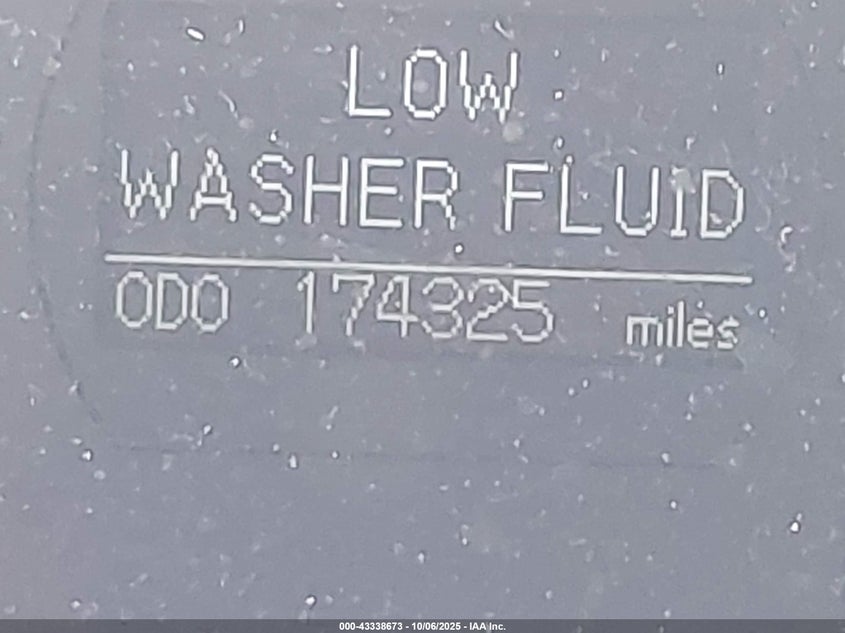 LOW
WASHER FLUID
ODO 174325 miles
000-43338673 - 10/06/2025 - IAA Inc.